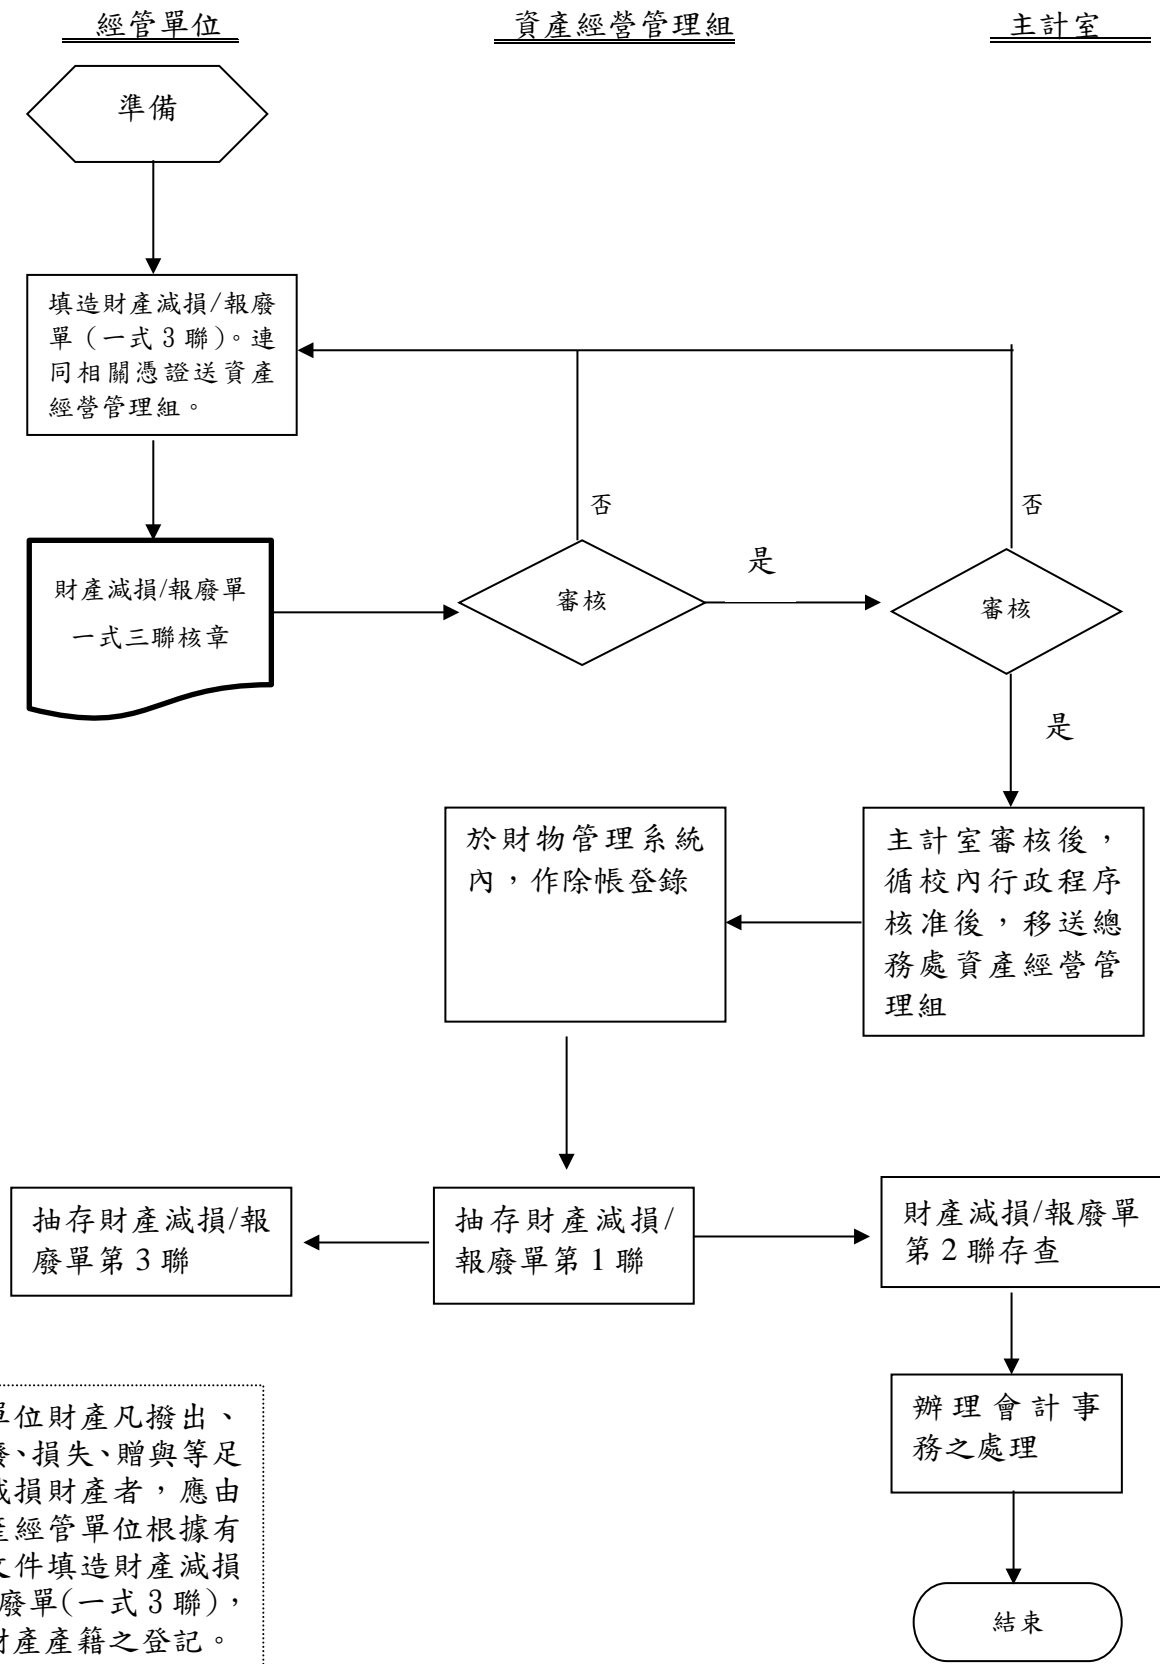 經管單位
資產經營管理組
主計室
準備
填造財產減損/報廢
單（一式 3 聯）。連
同相關憑證送資產
經營管理組。
否
否
財產減損/報廢單
一式三聯核章
審核
是
審核
是
於財物管理系統
內，作除帳登錄
主計室審核後，
循校內行政程序
核准後，移送總
務處資產經營管
理組
抽存財產減損/報
廢單第 3 聯
抽存財產減損/
報廢單第 1 聯
財產減損/報廢單
第 2 聯存查
單位財產凡撥出、
、損失、贈與等足
損財產者，應由
經管單位根據有
文件填造財產減損
廢單(一式 3 聯)，
財產產籍之登記。
辦理會計事
務之處理
結束